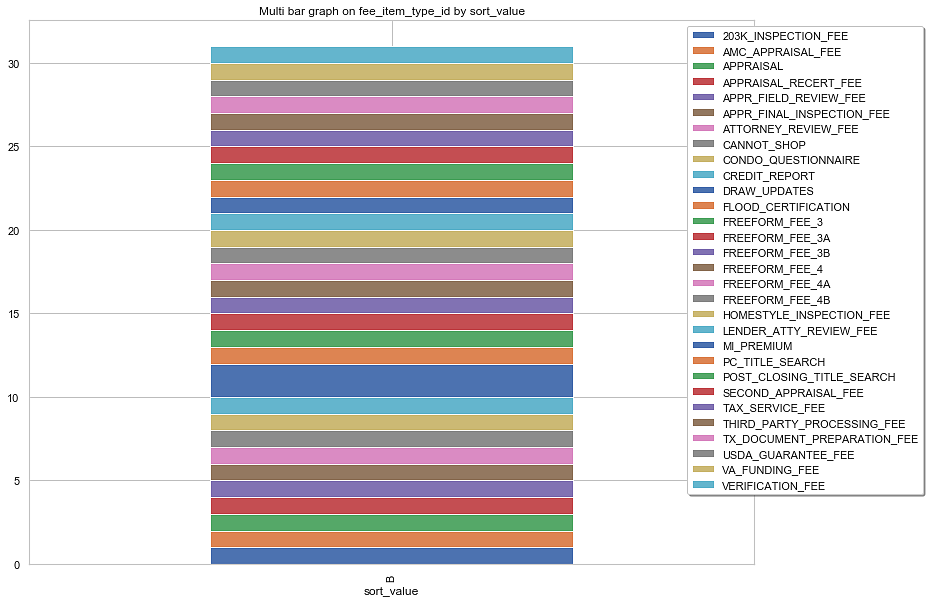 Multi bar graph on fee_item_type_id by sort_value
30
25
20
15
10
5
0
B
sort_value
203K_INSPECTION_FEE
AMC_APPRAISAL_FEE
APPRAISAL
APPRAISAL_RECERT_FEE
APPR_FIELD_REVIEW_FEE
APPR_FINAL_INSPECTION_FEE
ATTORNEY_REVIEW_FEE
CANNOT_SHOP
CONDO_QUESTIONNAIRE
CREDIT_REPORT
DRAW_UPDATES
FLOOD_CERTIFICATION
FREEFORM_FEE_3
FREEFORM_FEE_3A
FREEFORM_FEE_3B
FREEFORM_FEE_4
FREEFORM_FEE_4A
FREEFORM_FEE_4B
HOMESTYLE_INSPECTION_FEE
LENDER_ATTY_REVIEW_FEE
MI_PREMIUM
PC_TITLE_SEARCH
POST_CLOSING_TITLE_SEARCH
SECOND_APPRAISAL_FEE
TAX_SERVICE_FEE
THIRD_PARTY_PROCESSING_FEE
TX_DOCUMENT_PREPARATION_FEE
USDA_GUARANTEE_FEE
VA_FUNDING_FEE
VERIFICATION_FEE